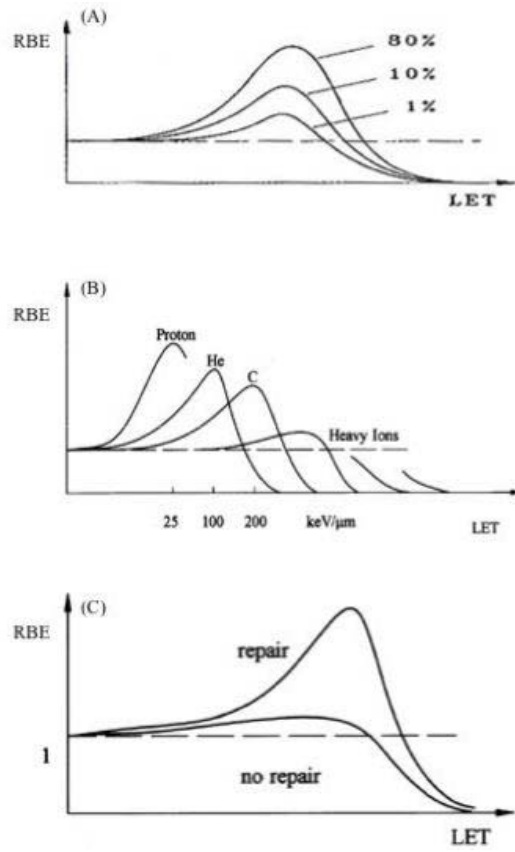 (A)
RBE
80%
10%
1%
LET
(B)
RBE
Proton
He
C
Heavy Ions
25 100 200 keV/μm
LET
(C)
RBE
repair
1
no repair
LET